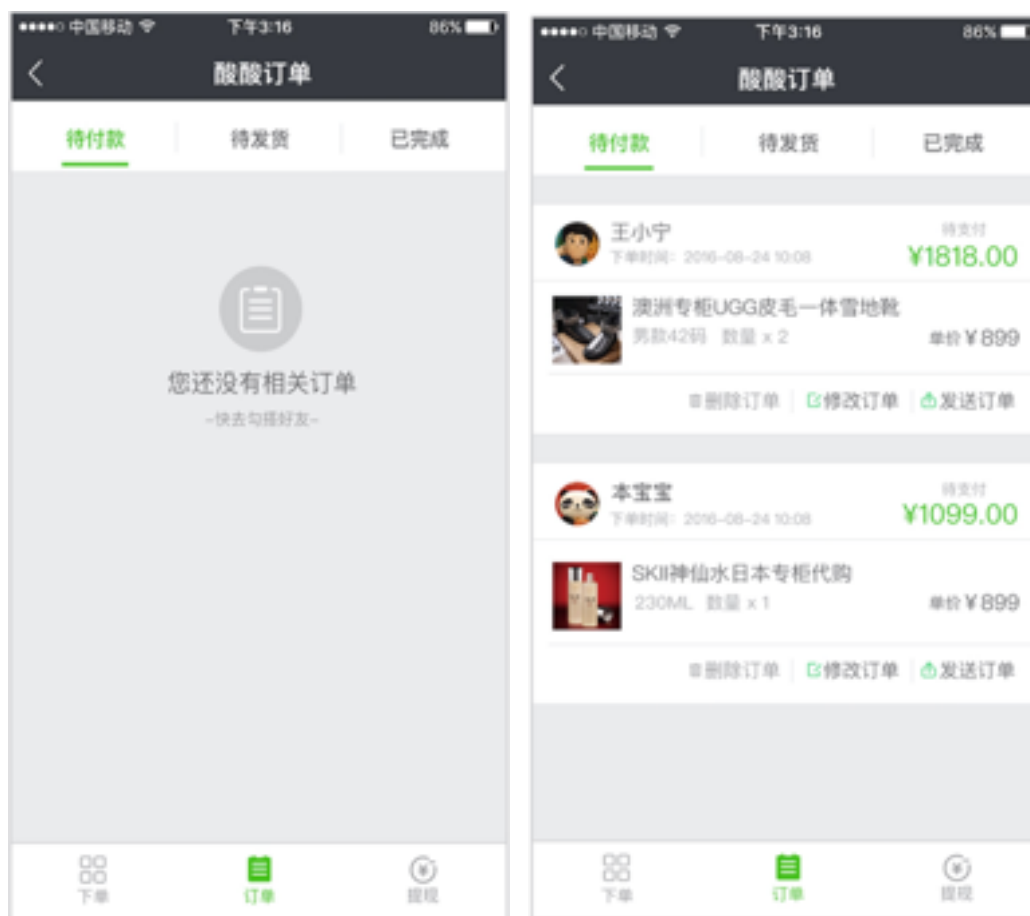 中国移动 下午3:16 86%
酸酸订单
待付款 待发货 已完成
您还没有相关订单
~快去勾搭好友~
下单 订单 提现
中国移动 下午3:16 86%
酸酸订单
待付款 待发货 已完成
王小宁 待支付
下单时间: 2016-08-24 10:08 ¥1818.00
澳洲专柜UGG皮毛一体雪地靴
男款42码 数量 x 2 单价¥899
删除订单 修改订单 发送订单
本宝宝 待支付
下单时间: 2016-08-24 10:08 ¥1099.00
SKII神仙水日本专柜代购
230ML 数量 x 1 单价¥899
删除订单 修改订单 发送订单
下单 订单 提现